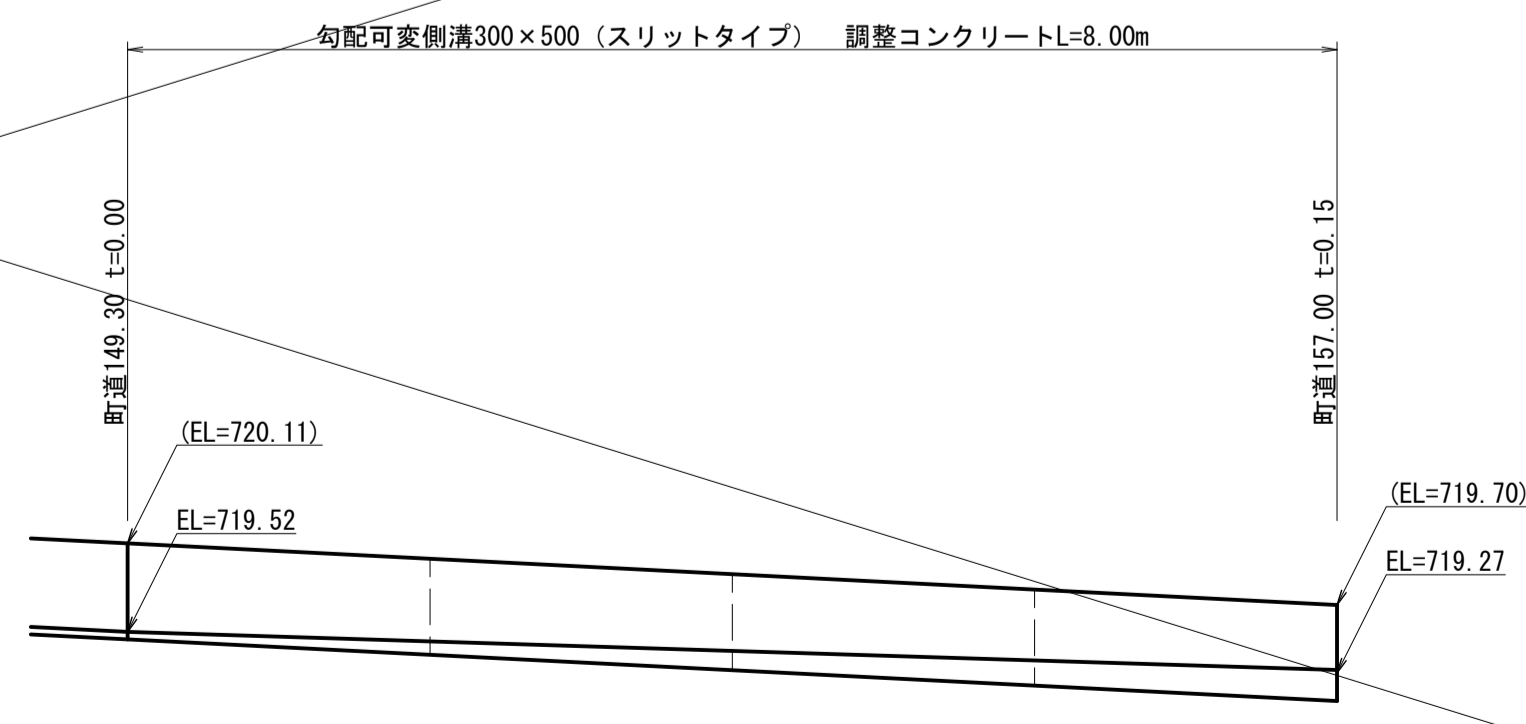 勾配可変側溝300×500（スリットタイプ）　調整コンクリートL=8.00m
町道149.30 t=0.00
町道157.00 t=0.15
(EL=720.11)
EL=719.52
(EL=719.70)
EL=719.27